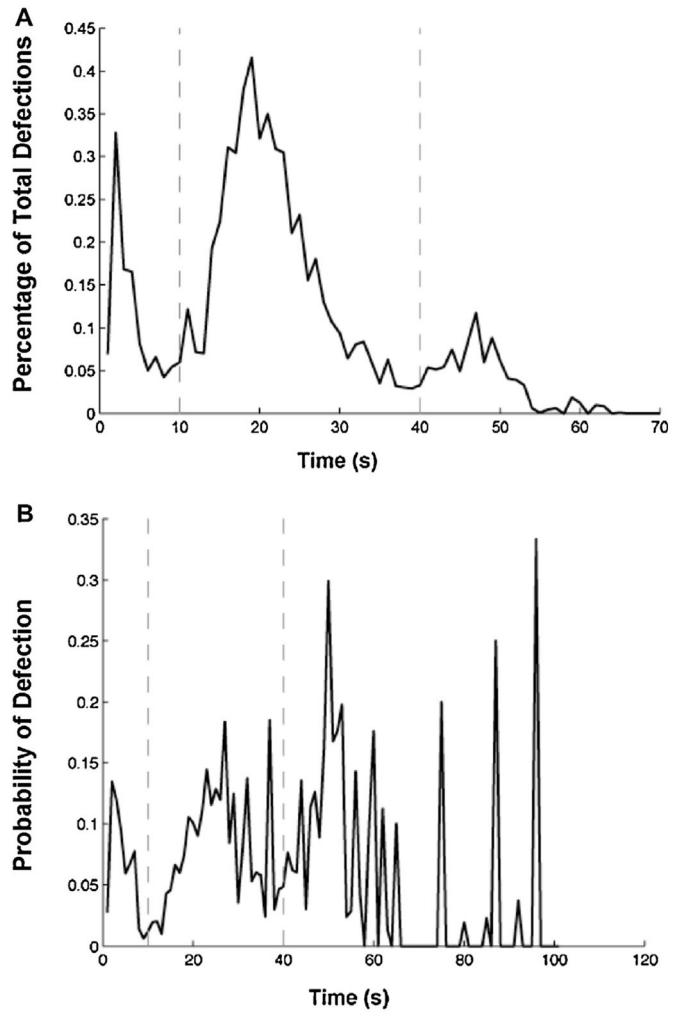 A
Percentage of Total Defections
0.45
0.4
0.35
0.3
0.25
0.2
0.15
0.1
0.05
0
0 10 20 30 40 50 60 70
Time (s)
B
Probability of Defection
0.35
0.3
0.25
0.2
0.15
0.1
0.05
0
0 20 40 60 80 100 120
Time (s)